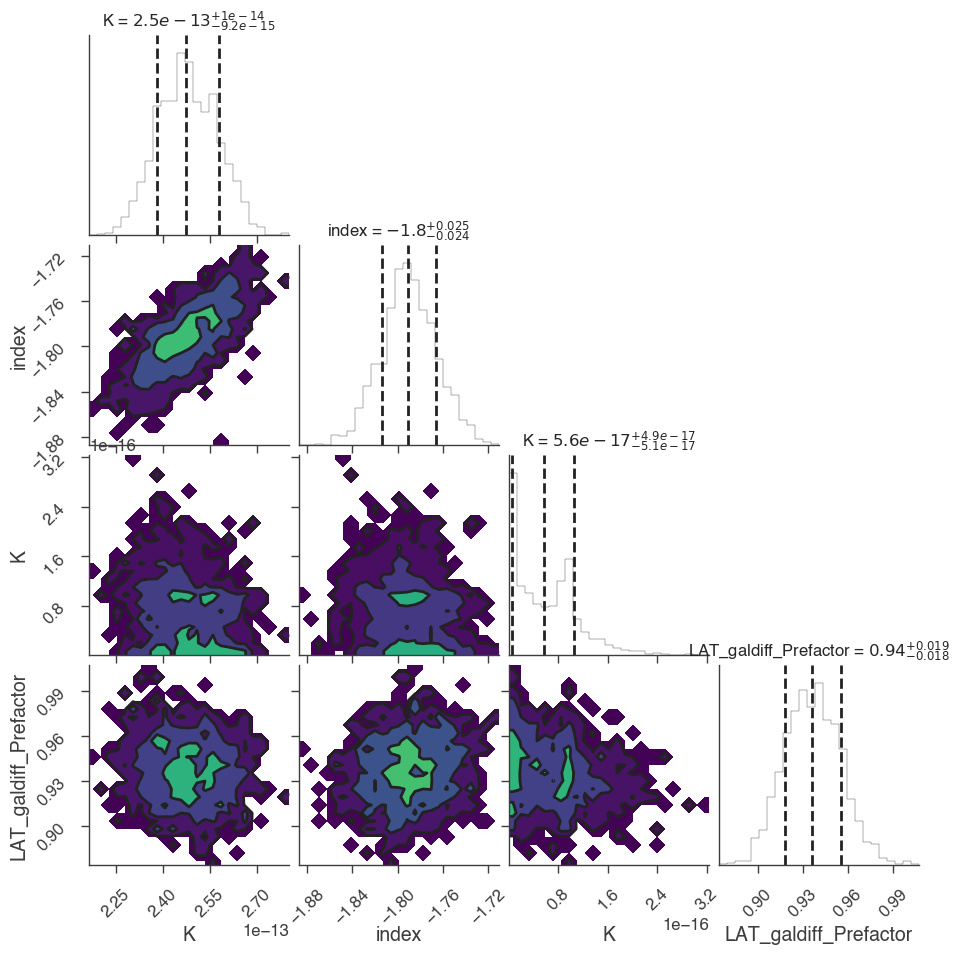 K = 2.5e−13^{+1e−14}_{−9.2e−15}
index = −1.8^{+0.025}_{−0.024}
−1.72
−1.76
−1.80
−1.84
−1.88
index
1e−16
K = 5.6e−17^{+4.9e−17}_{−5.1e−17}
3.2
2.4
1.6
0.8
K
LAT_galdiff_Prefactor = 0.94^{+0.019}_{−0.018}
0.99
0.96
0.93
0.90
LAT_galdiff_Prefactor
2.25 2.40 2.55 2.70 −1.88 −1.84 −1.80 −1.76 −1.72 0.8 1.6 2.4 3.2 0.90 0.93 0.96 0.99
1e−13 1e−16
K index K LAT_galdiff_Prefactor